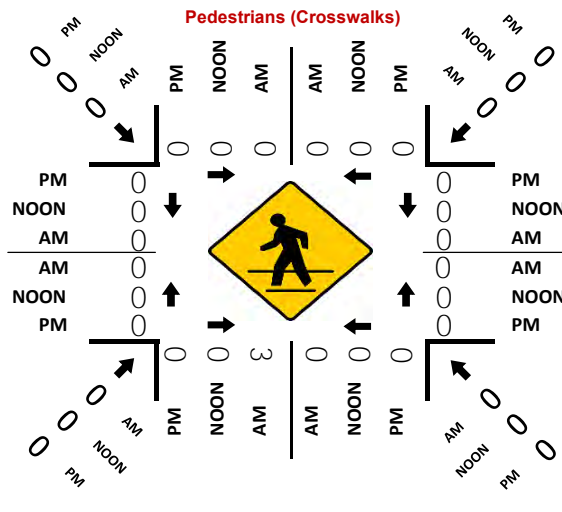 Pedestrians (Crosswalks)
PM NOON AM
0 0 0
PM NOON AM AM NOON PM
0 0 0 0 0 0
PM NOON AM
0 0 0
PM 0 0 PM
NOON 0 0 NOON
AM 0 0 AM
AM 0 0 AM
NOON 0 0 NOON
PM 0 0 PM
0 0 3 0 0 0
PM NOON AM AM NOON PM
0 0 0
AM NOON PM
0 0 0
AM NOON PM